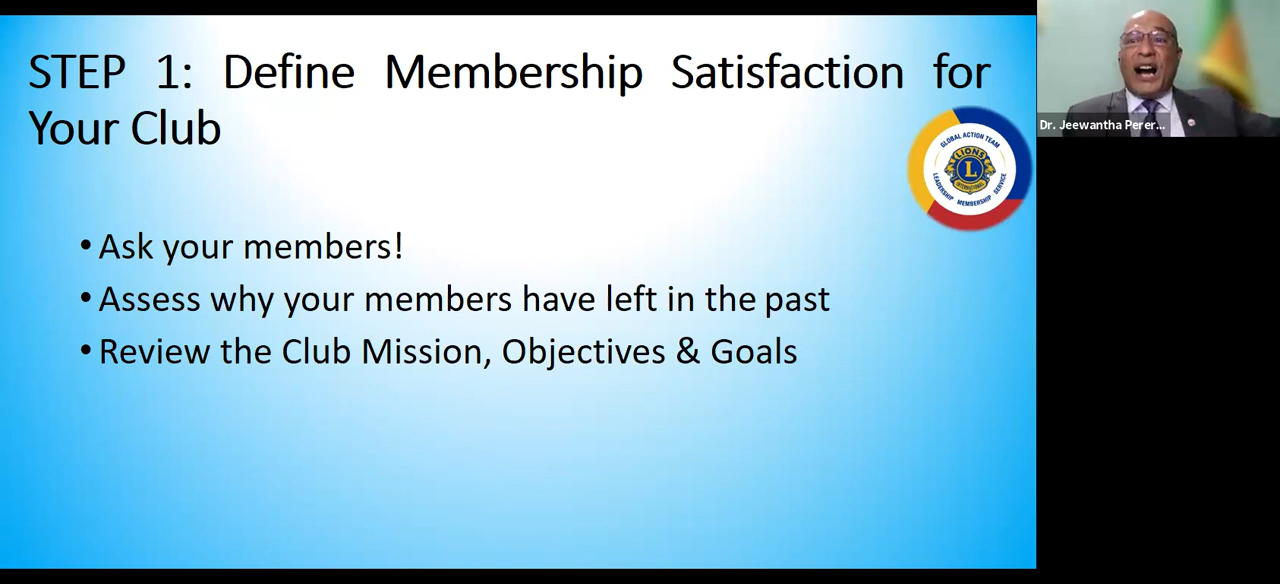 STEP 1: Define Membership Satisfaction for
Your Club
GLOBAL ACTION TEAM
LIONS
L
INTERNATIONAL
LEADERSHIP MEMBERSHIP SERVICE
• Ask your members!
• Assess why your members have left in the past
• Review the Club Mission, Objectives & Goals
Dr. Jeewantha Perer...